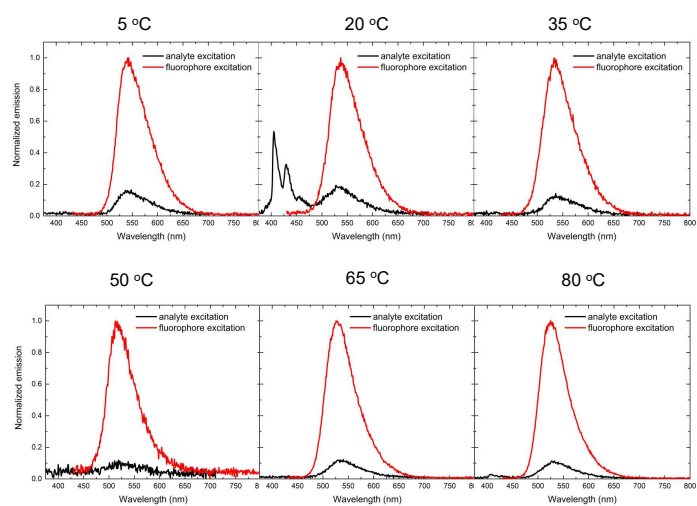 5 °C
20 °C
35 °C
analyte excitation
fluorophore excitation
analyte excitation
fluorophore excitation
analyte excitation
fluorophore excitation
Normalized emission
1.0
0.8
0.6
0.4
0.2
0.0
400 450 500 550 600 650 700 750
400 450 500 550 600 650 700 750
400 450 500 550 600 650 700 750 800
Wavelength (nm)
Wavelength (nm)
Wavelength (nm)
50 °C
65 °C
80 °C
analyte excitation
fluorophore excitation
analyte excitation
fluorophore excitation
analyte excitation
fluorophore excitation
Normalized emission
1.0
0.8
0.6
0.4
0.2
0.0
400 450 500 550 600 650 700 750
400 450 500 550 600 650 700 750
400 450 500 550 600 650 700 750 800
Wavelength (nm)
Wavelength (nm)
Wavelength (nm)